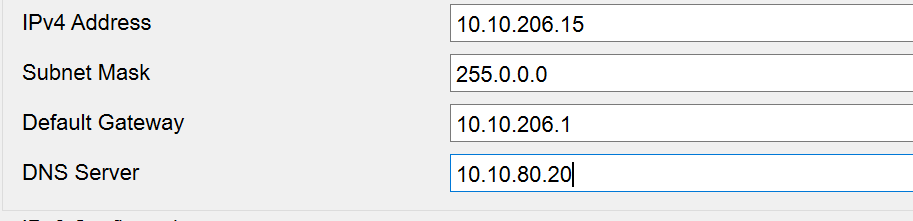 IPv4 Address 10.10.206.15
Subnet Mask 255.0.0.0
Default Gateway 10.10.206.1
DNS Server 10.10.80.20